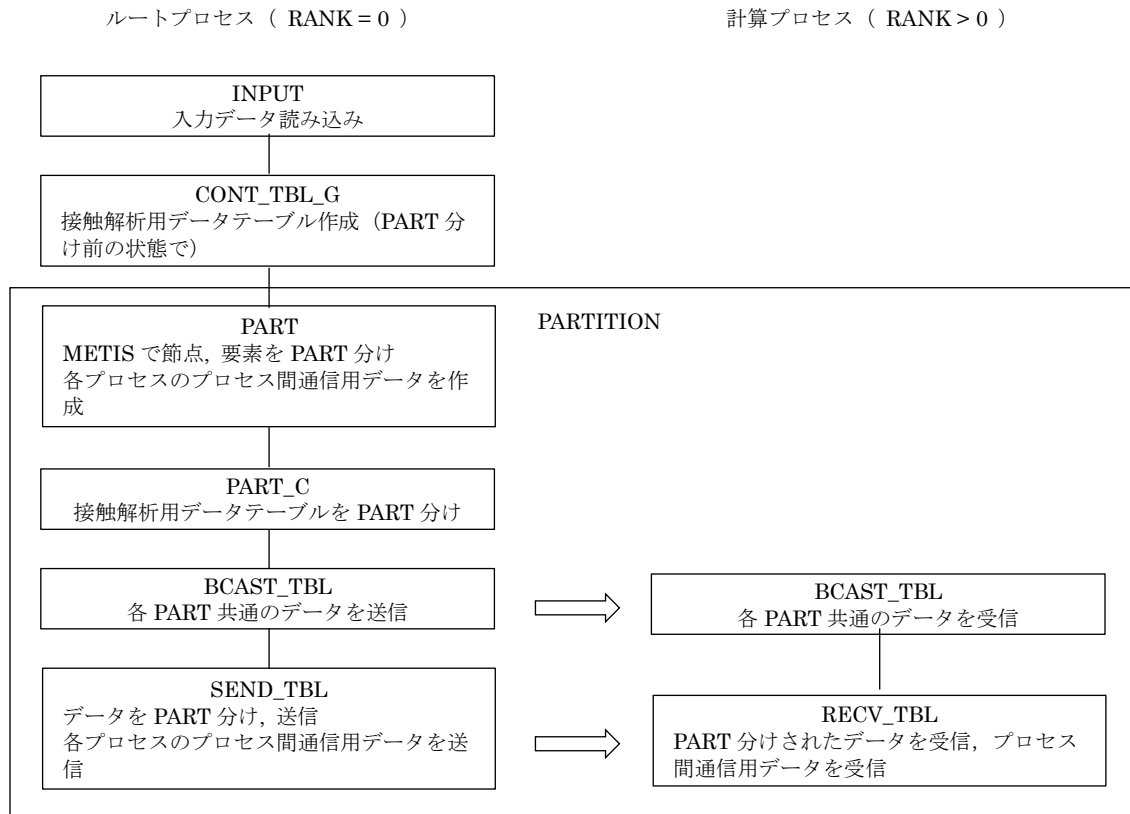 ルートプロセス ( RANK = 0 )
計算プロセス ( RANK > 0 )
INPUT
入力データ読み込み
CONT_TBL_G
接触解析用データテーブル作成（PART 分
け前の状態で）
PARTITION
PART
METIS で節点, 要素を PART 分け
各プロセスのプロセス間通信用データを作
成
PART_C
接触解析用データテーブルを PART 分け
BCAST_TBL
各 PART 共通のデータを送信
BCAST_TBL
各 PART 共通のデータを受信
SEND_TBL
データを PART 分け, 送信
各プロセスのプロセス間通信用データを送
信
RECV_TBL
PART 分けされたデータを受信, プロセス
間通信用データを受信